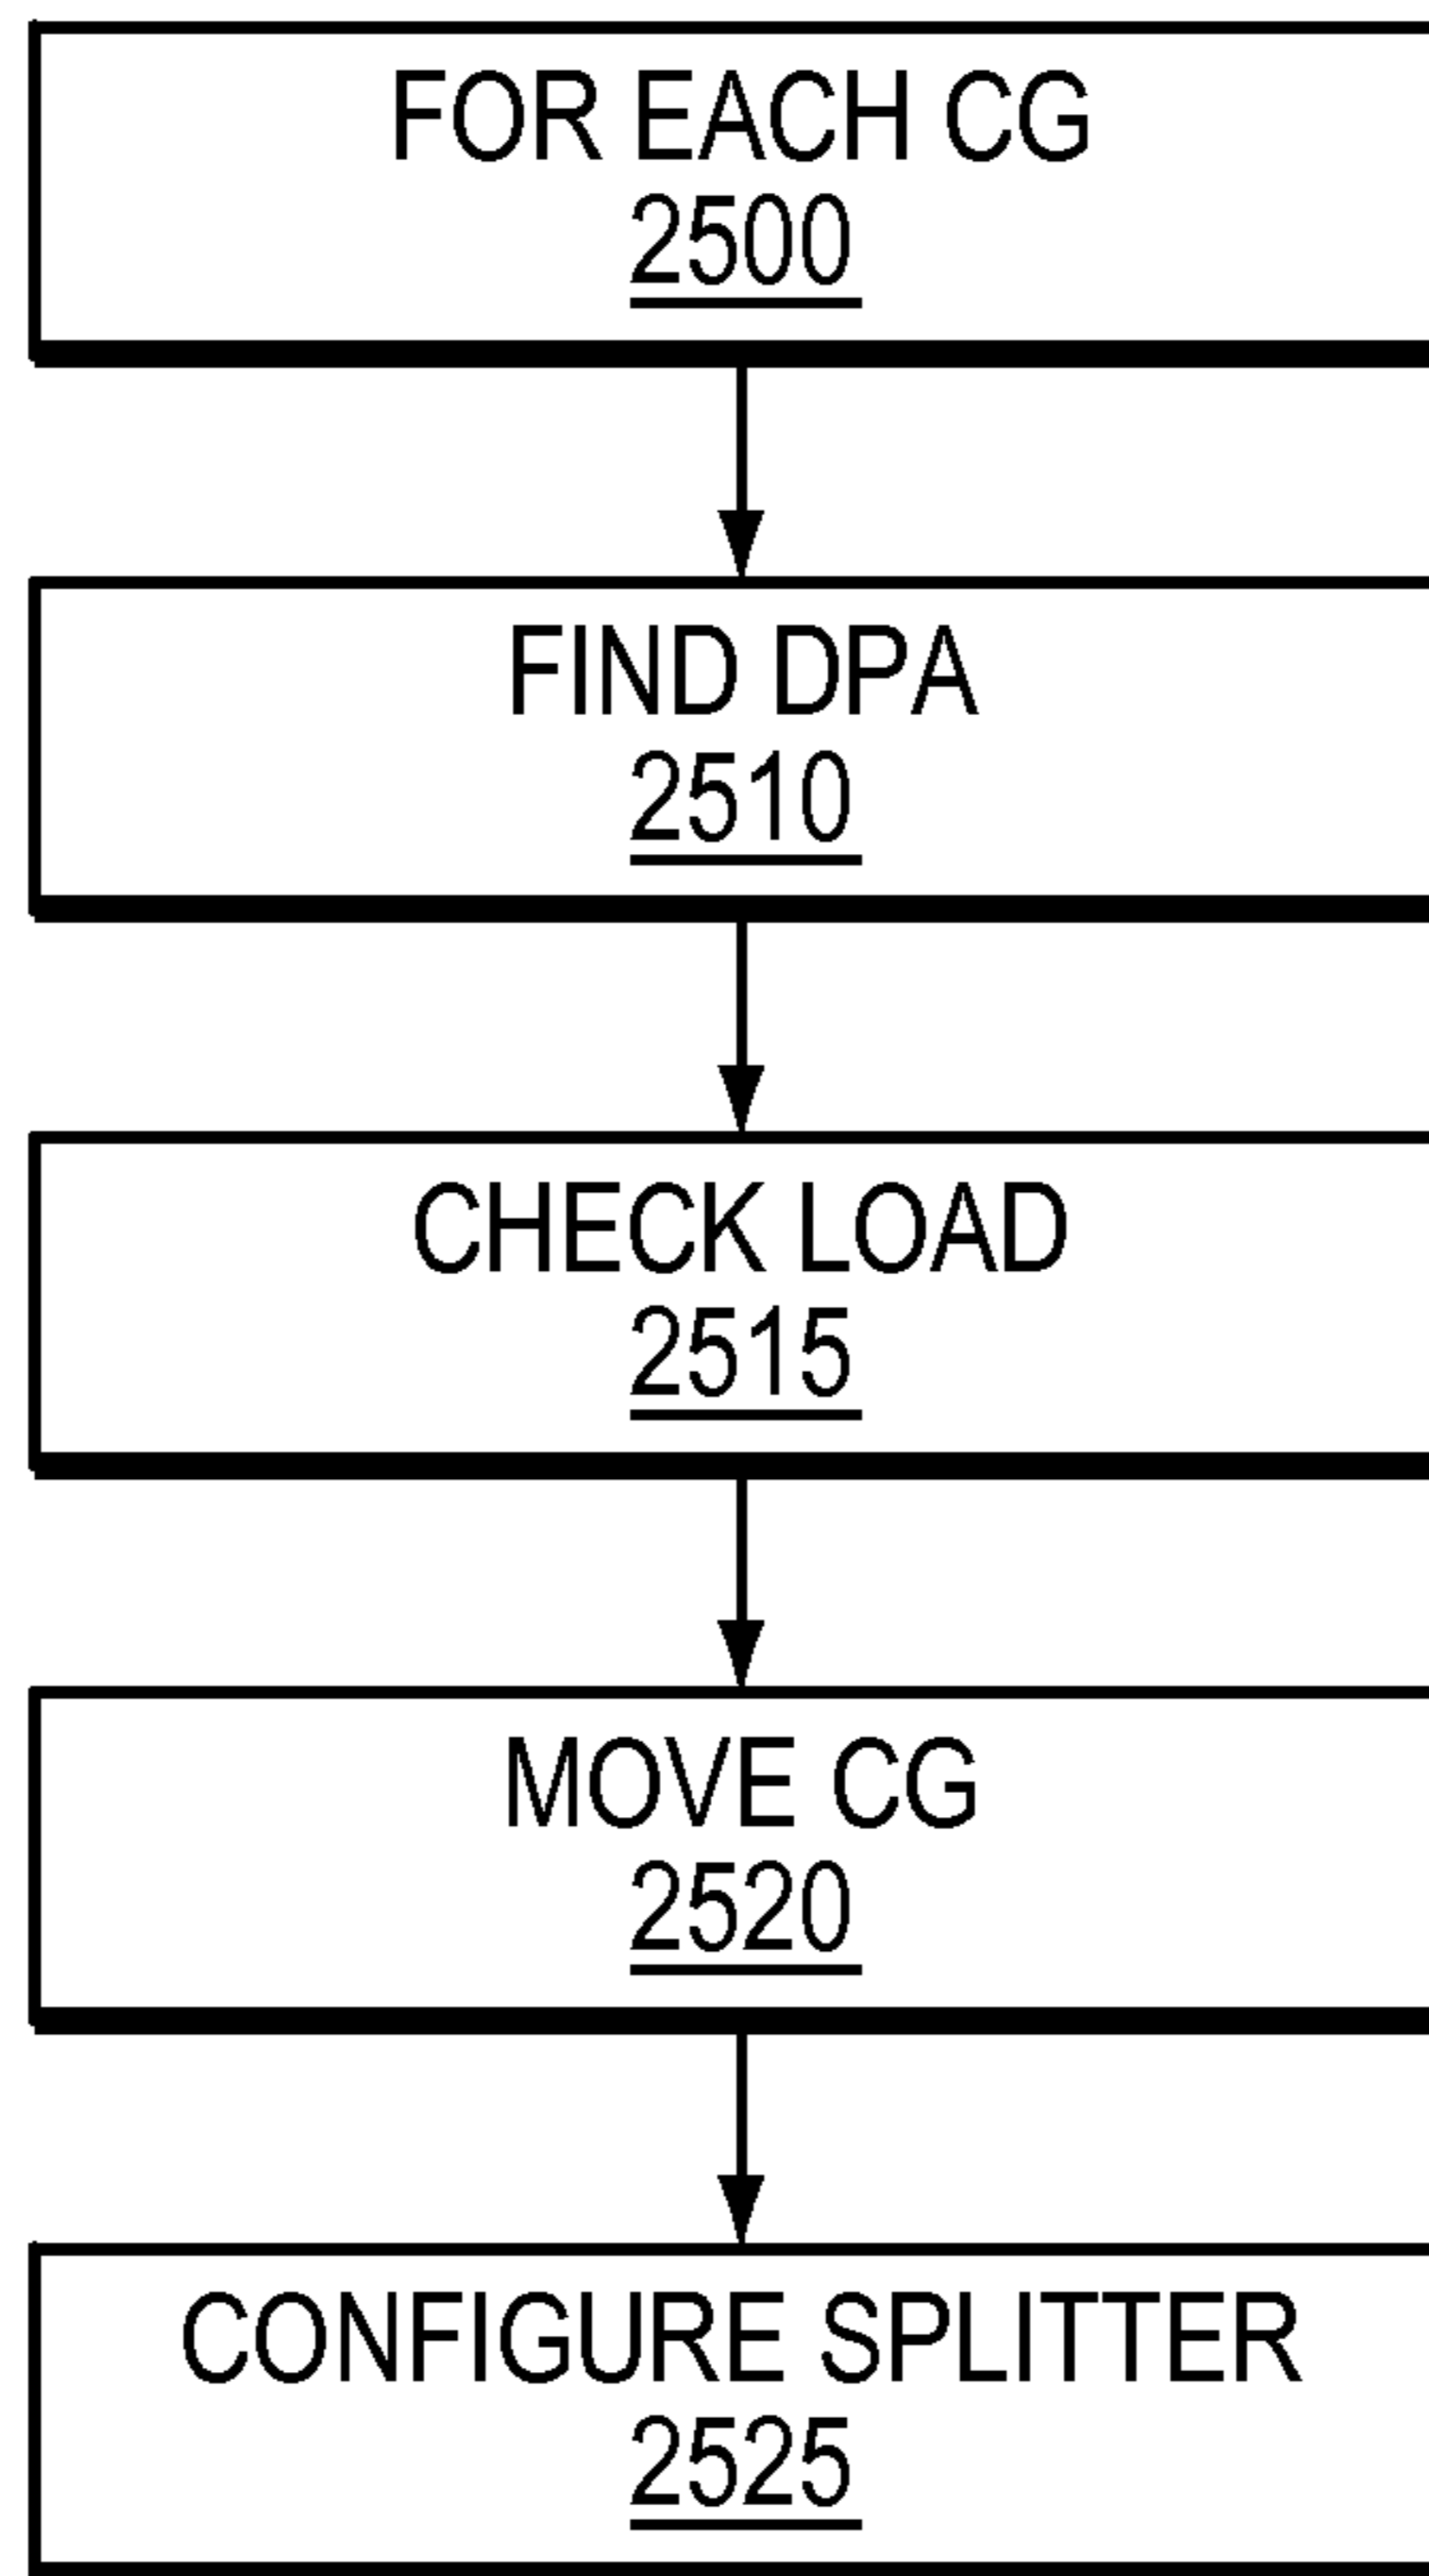 FOR EACH CG
2500
FIND DPA
2510
CHECK LOAD
2515
MOVE CG
2520
CONFIGURE SPLITTER
2525